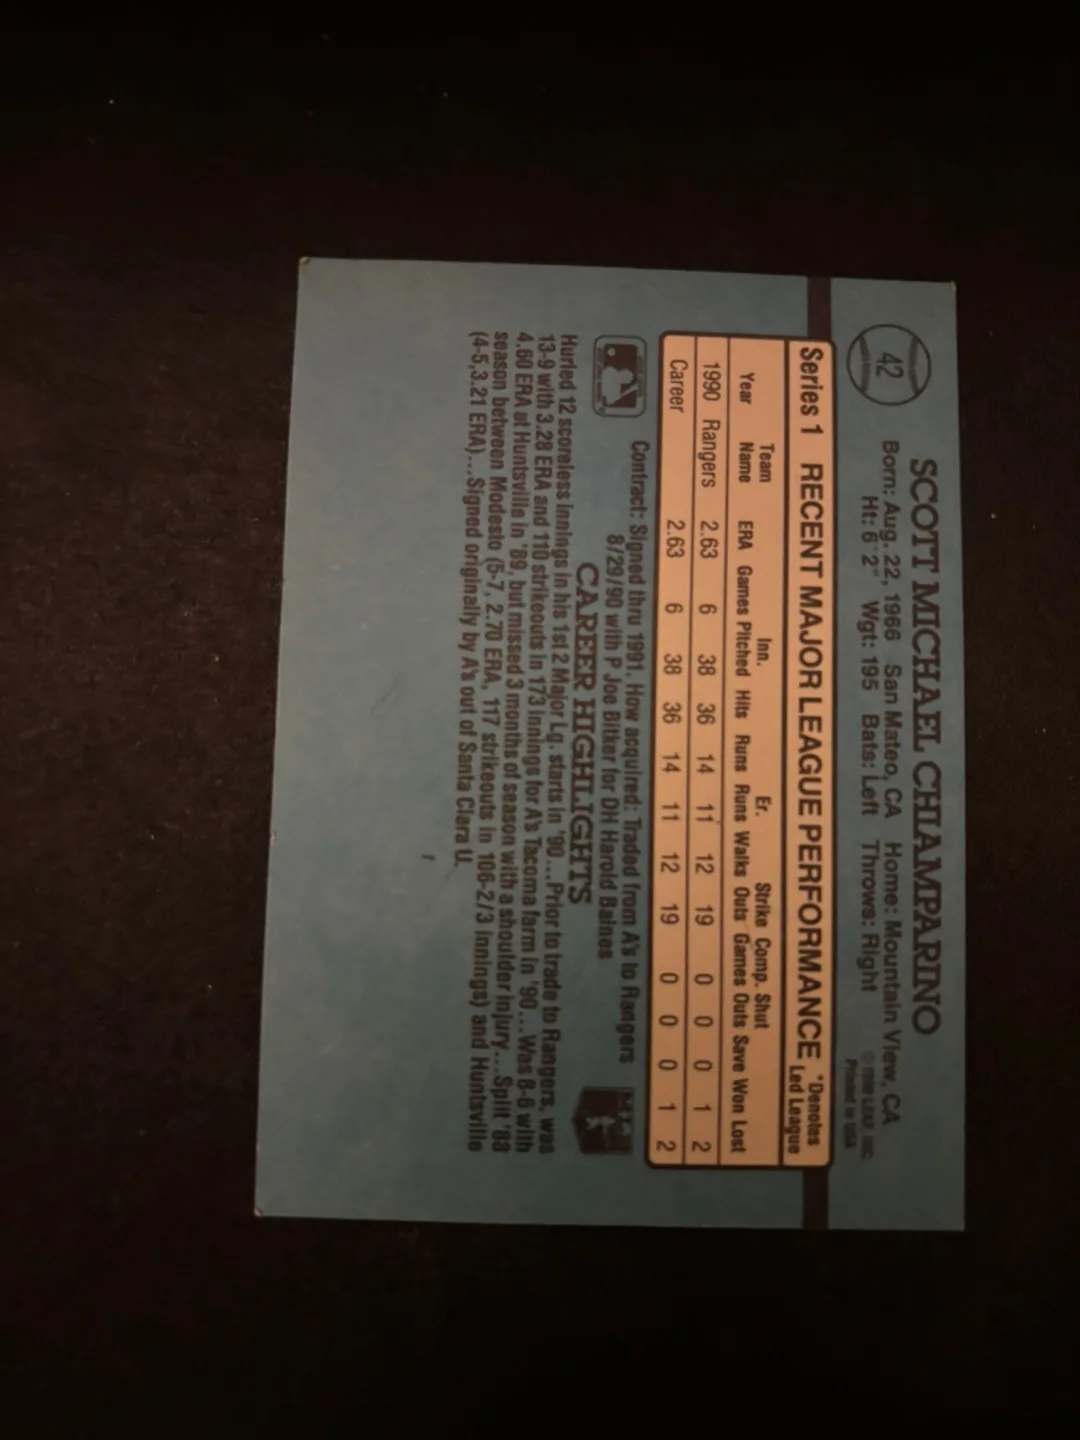 42
SCOTT MICHAEL CHIAMPARINO
Born: Aug. 22, 1966 San Mateo, CA Home: Mountain View, CA
Ht: 6' 2" Wgt: 195 Bats: Left Throws: Right
LEAF, INC.
Printed in USA
Series 1 RECENT MAJOR LEAGUE PERFORMANCE *Denotes Led League
Year Team Name ERA Games Inn. Pitched Hits Runs Er. Runs Walks Strike Outs Comp. Games Shut Outs Save Won Lost
1990 Rangers 2.63 6 38 36 14 11 12 19 0 0 0 1 2
Career 2.63 6 38 36 14 11 12 19 0 0 0 1 2
Contract: Signed thru 1991. How acquired: Traded from A's to Rangers
8/29/90 with P Joe Bitker for DH Harold Baines
CAREER HIGHLIGHTS
Hurled 12 scoreless innings in his 1st 2 Major Lg. starts in '90...Prior to trade to Rangers, was
13-9 with 3.28 ERA and 110 strikeouts in 173 innings for A's Tacoma farm in '90...Was 8-6 with
4.60 ERA at Huntsville in '89, but missed 3 months of season with a shoulder injury...Split '88
season between Modesto (5-7, 2.70 ERA, 117 strikeouts in 106-2/3 innings) and Huntsville
(4-5,3.21 ERA)...Signed originally by A's out of Santa Clara U.